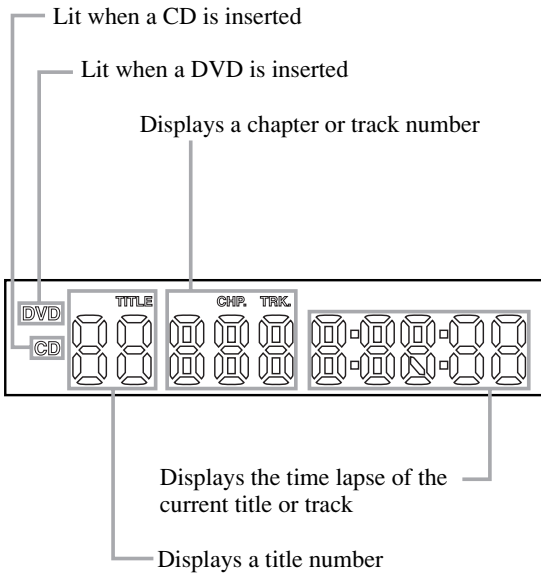 Lit when a CD is inserted
Lit when a DVD is inserted
Displays a chapter or track number
TITLE CHP. TRK.
DVD
CD
Displays the time lapse of the
current title or track
Displays a title number